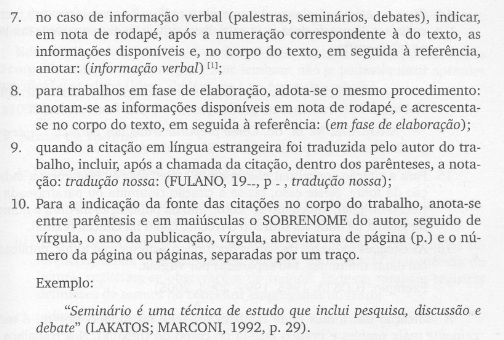 7. no caso de informação verbal (palestras, seminários, debates), indicar,
em nota de rodapé, após a numeração correspondente à do texto, as
informações disponíveis e, no corpo do texto, em seguida à referência,
anotar: (informação verbal) [1];
8. para trabalhos em fase de elaboração, adota-se o mesmo procedimento:
anotam-se as informações disponíveis em nota de rodapé, e acrescenta-
se no corpo do texto, em seguida à referência: (em fase de elaboração);
9. quando a citação em língua estrangeira foi traduzida pelo autor do tra-
balho, incluir, após a chamada da citação, dentro dos parênteses, a nota-
ção: tradução nossa: (FULANO, 19--, p - , tradução nossa);
10. Para a indicação da fonte das citações no corpo do trabalho, anota-se
entre parêntesis e em maiúsculas o SOBRENOME do autor, seguido de
vírgula, o ano da publicação, vírgula, abreviatura de página (p.) e o nú-
mero da página ou páginas, separadas por um traço.
Exemplo:
"Seminário é uma técnica de estudo que inclui pesquisa, discussão e
debate" (LAKATOS; MARCONI, 1992, p. 29).